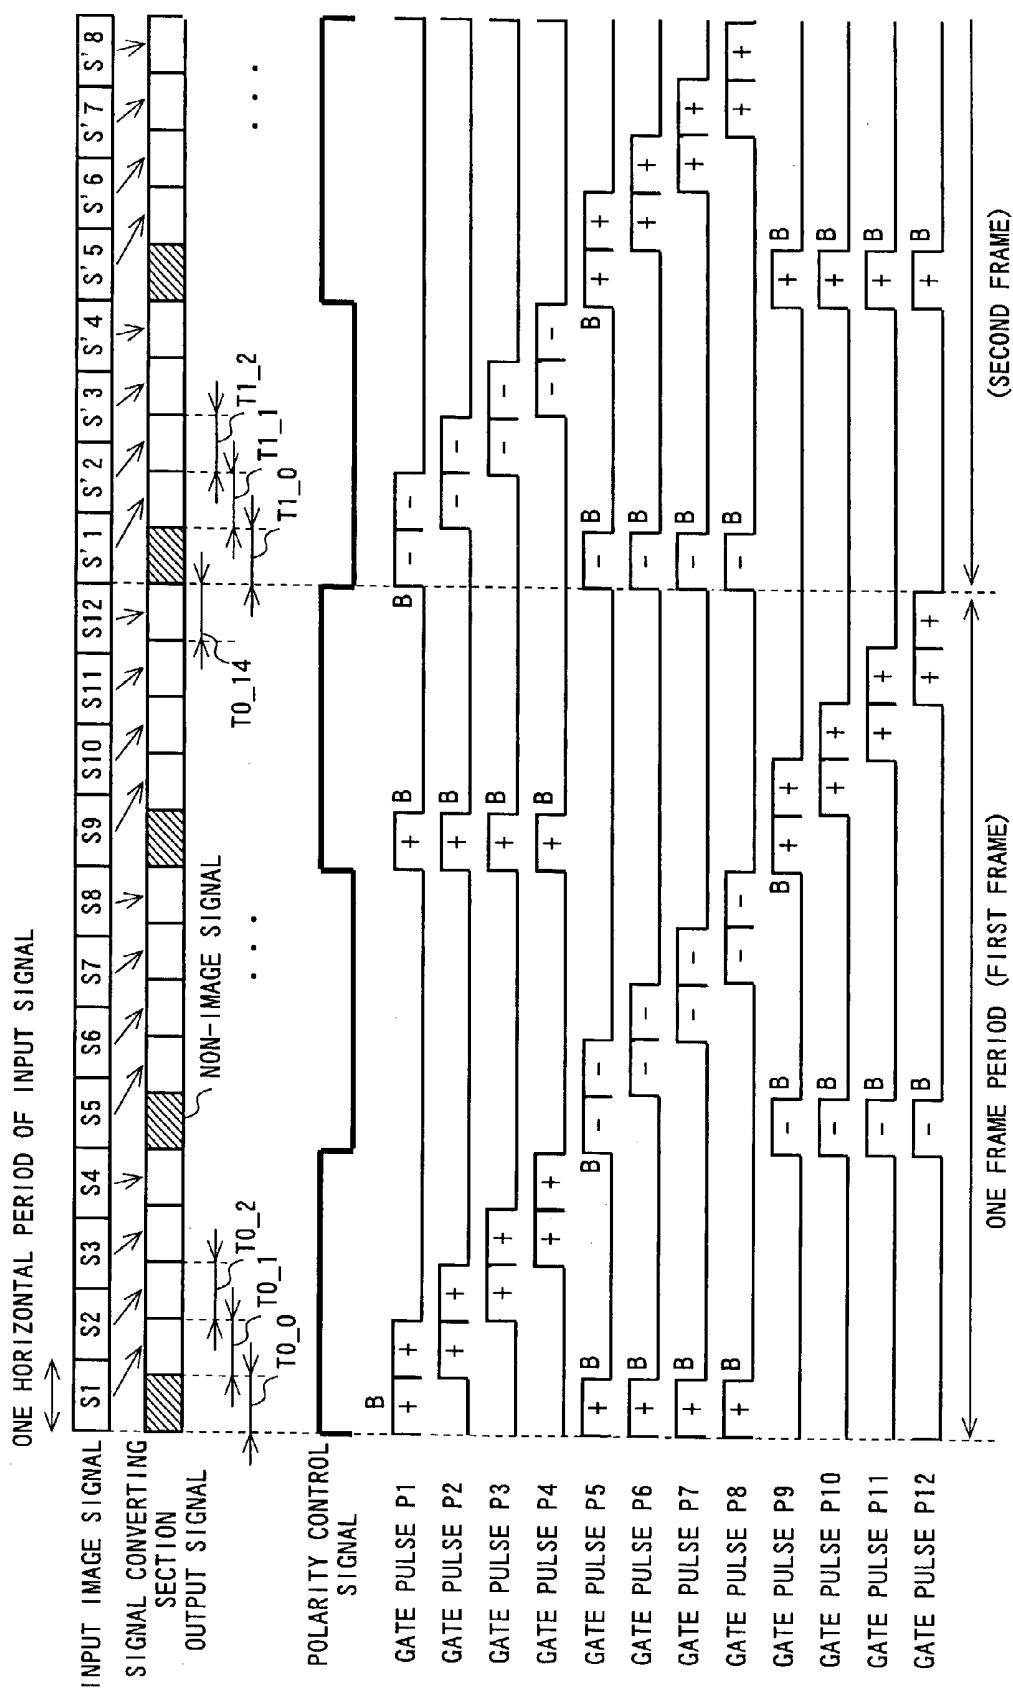 ONE HORIZONTAL PERIOD OF INPUT SIGNAL
INPUT IMAGE SIGNAL
S1 S2 S3 S4 S5 S6 S7 S8 S9 S10 S11 S12 S'1 S'2 S'3 S'4 S'5 S'6 S'7 S'8
SIGNAL CONVERTING
SECTION
OUTPUT SIGNAL
NON-IMAGE SIGNAL
T0_0
T0_1
T0_2
T0_14
T1_0
T1_1
T1_2
... ...
POLARITY CONTROL
SIGNAL
GATE PULSE P1 + + B + B - -
B
GATE PULSE P2 + + + B - -
GATE PULSE P3 + + + B - -
GATE PULSE P4 + + + B - -
GATE PULSE P5 + B B - - - B B + +
GATE PULSE P6 + B - - - B + +
GATE PULSE P7 + B - - - B + +
GATE PULSE P8 + B - - - B + +
GATE PULSE P9 - B B + + + B
GATE PULSE P10 - B + + + B
GATE PULSE P11 - B + + + B
GATE PULSE P12 - B + + + B
ONE FRAME PERIOD (FIRST FRAME)
(SECOND FRAME)